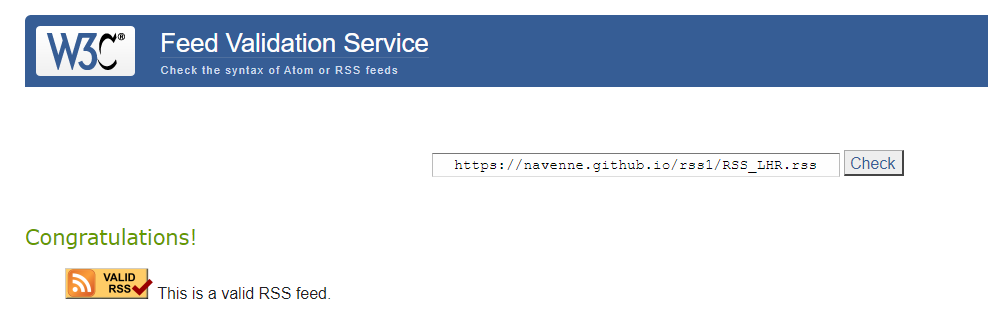 W3C®
Feed Validation Service
Check the syntax of Atom or RSS feeds
https://navenne.github.io/rss1/RSS_LHR.rss Check
Congratulations!
VALID
RSS
This is a valid RSS feed.